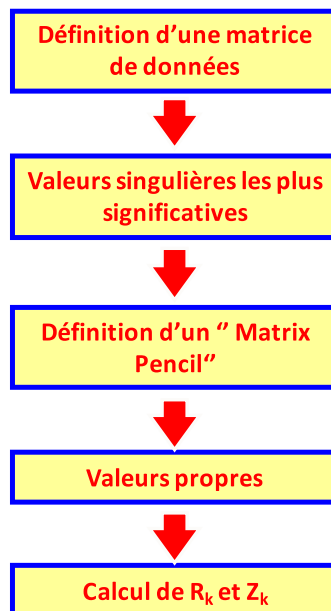 Définition d’une matrice
de données
Valeurs singulières les plus
significatives
Définition d’un “ Matrix
Pencil“
Valeurs propres
Calcul de Rk et Zk